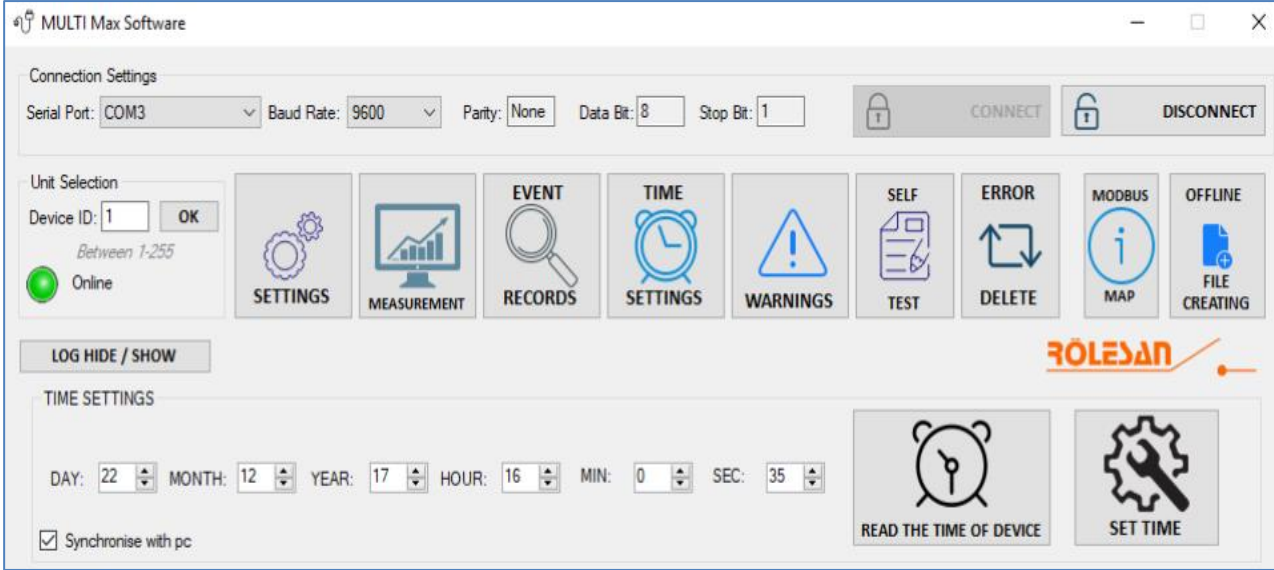 MULTI Max Software
Connection Settings
Serial Port: COM3 Baud Rate: 9600 Parity: None Data Bit: 8 Stop Bit: 1 CONNECT DISCONNECT
Unit Selection
Device ID: 1 OK
Between 1-255
Online
SETTINGS
MEASUREMENT
EVENT
RECORDS
TIME
SETTINGS
WARNINGS
SELF
TEST
ERROR
DELETE
MODBUS
MAP
OFFLINE
FILE
CREATING
LOG HIDE / SHOW
RÖLESAN
TIME SETTINGS
DAY: 22 MONTH: 12 YEAR: 17 HOUR: 16 MIN: 0 SEC: 35
Synchronise with pc
READ THE TIME OF DEVICE
SET TIME